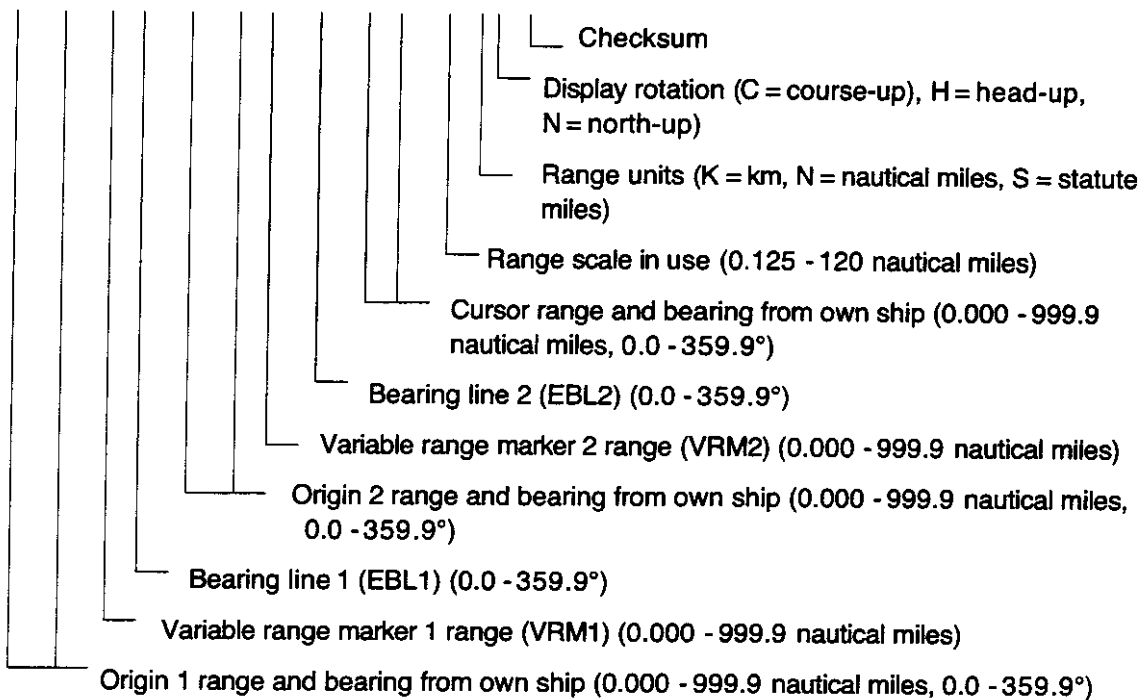 Checksum
Display rotation (C = course-up), H = head-up,
N = north-up)
Range units (K = km, N = nautical miles, S = statute
miles)
Range scale in use (0.125 - 120 nautical miles)
Cursor range and bearing from own ship (0.000 - 999.9
nautical miles, 0.0 - 359.9°)
Bearing line 2 (EBL2) (0.0 - 359.9°)
Variable range marker 2 range (VRM2) (0.000 - 999.9 nautical miles)
Origin 2 range and bearing from own ship (0.000 - 999.9 nautical miles,
0.0 - 359.9°)
Bearing line 1 (EBL1) (0.0 - 359.9°)
Variable range marker 1 range (VRM1) (0.000 - 999.9 nautical miles)
Origin 1 range and bearing from own ship (0.000 - 999.9 nautical miles, 0.0 - 359.9°)